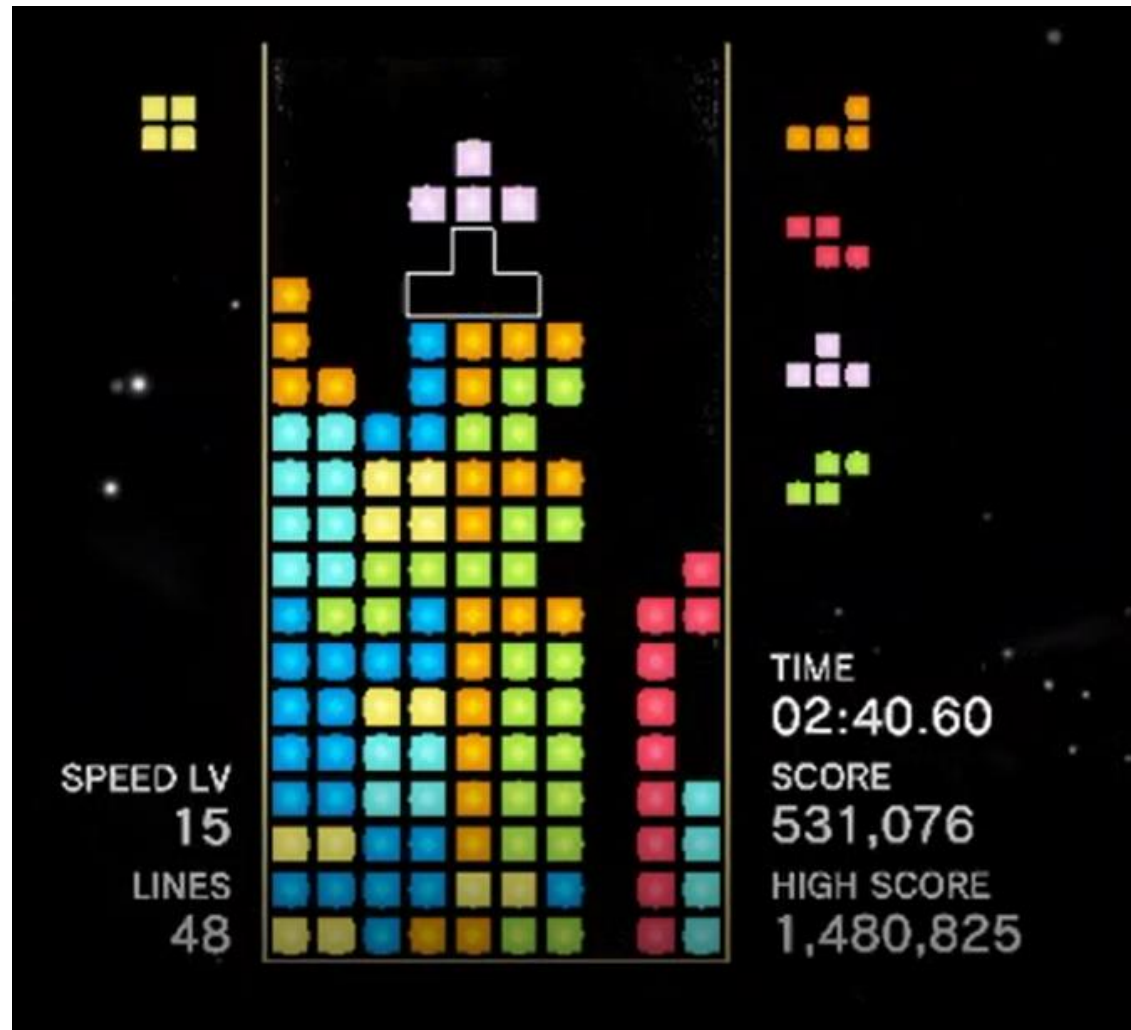 SPEED LV
15
LINES
48
TIME
02:40.60
SCORE
531,076
HIGH SCORE
1,480,825